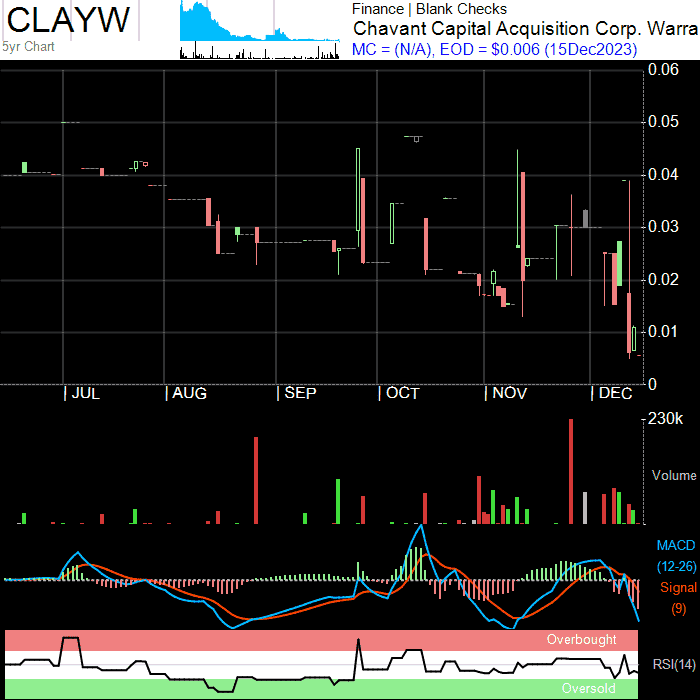 CLAYW
5yr Chart
Finance | Blank Checks
Chavant Capital Acquisition Corp. Warra
MC = (N/A), EOD = $0.006 (15Dec2023)
0.06
0.05
0.04
0.03
0.02
0.01
0
| JUL | AUG | SEP | OCT | NOV | DEC
230k
Volume
MACD
(12-26)
Signal
(9)
Overbought
RSI(14)
Oversold